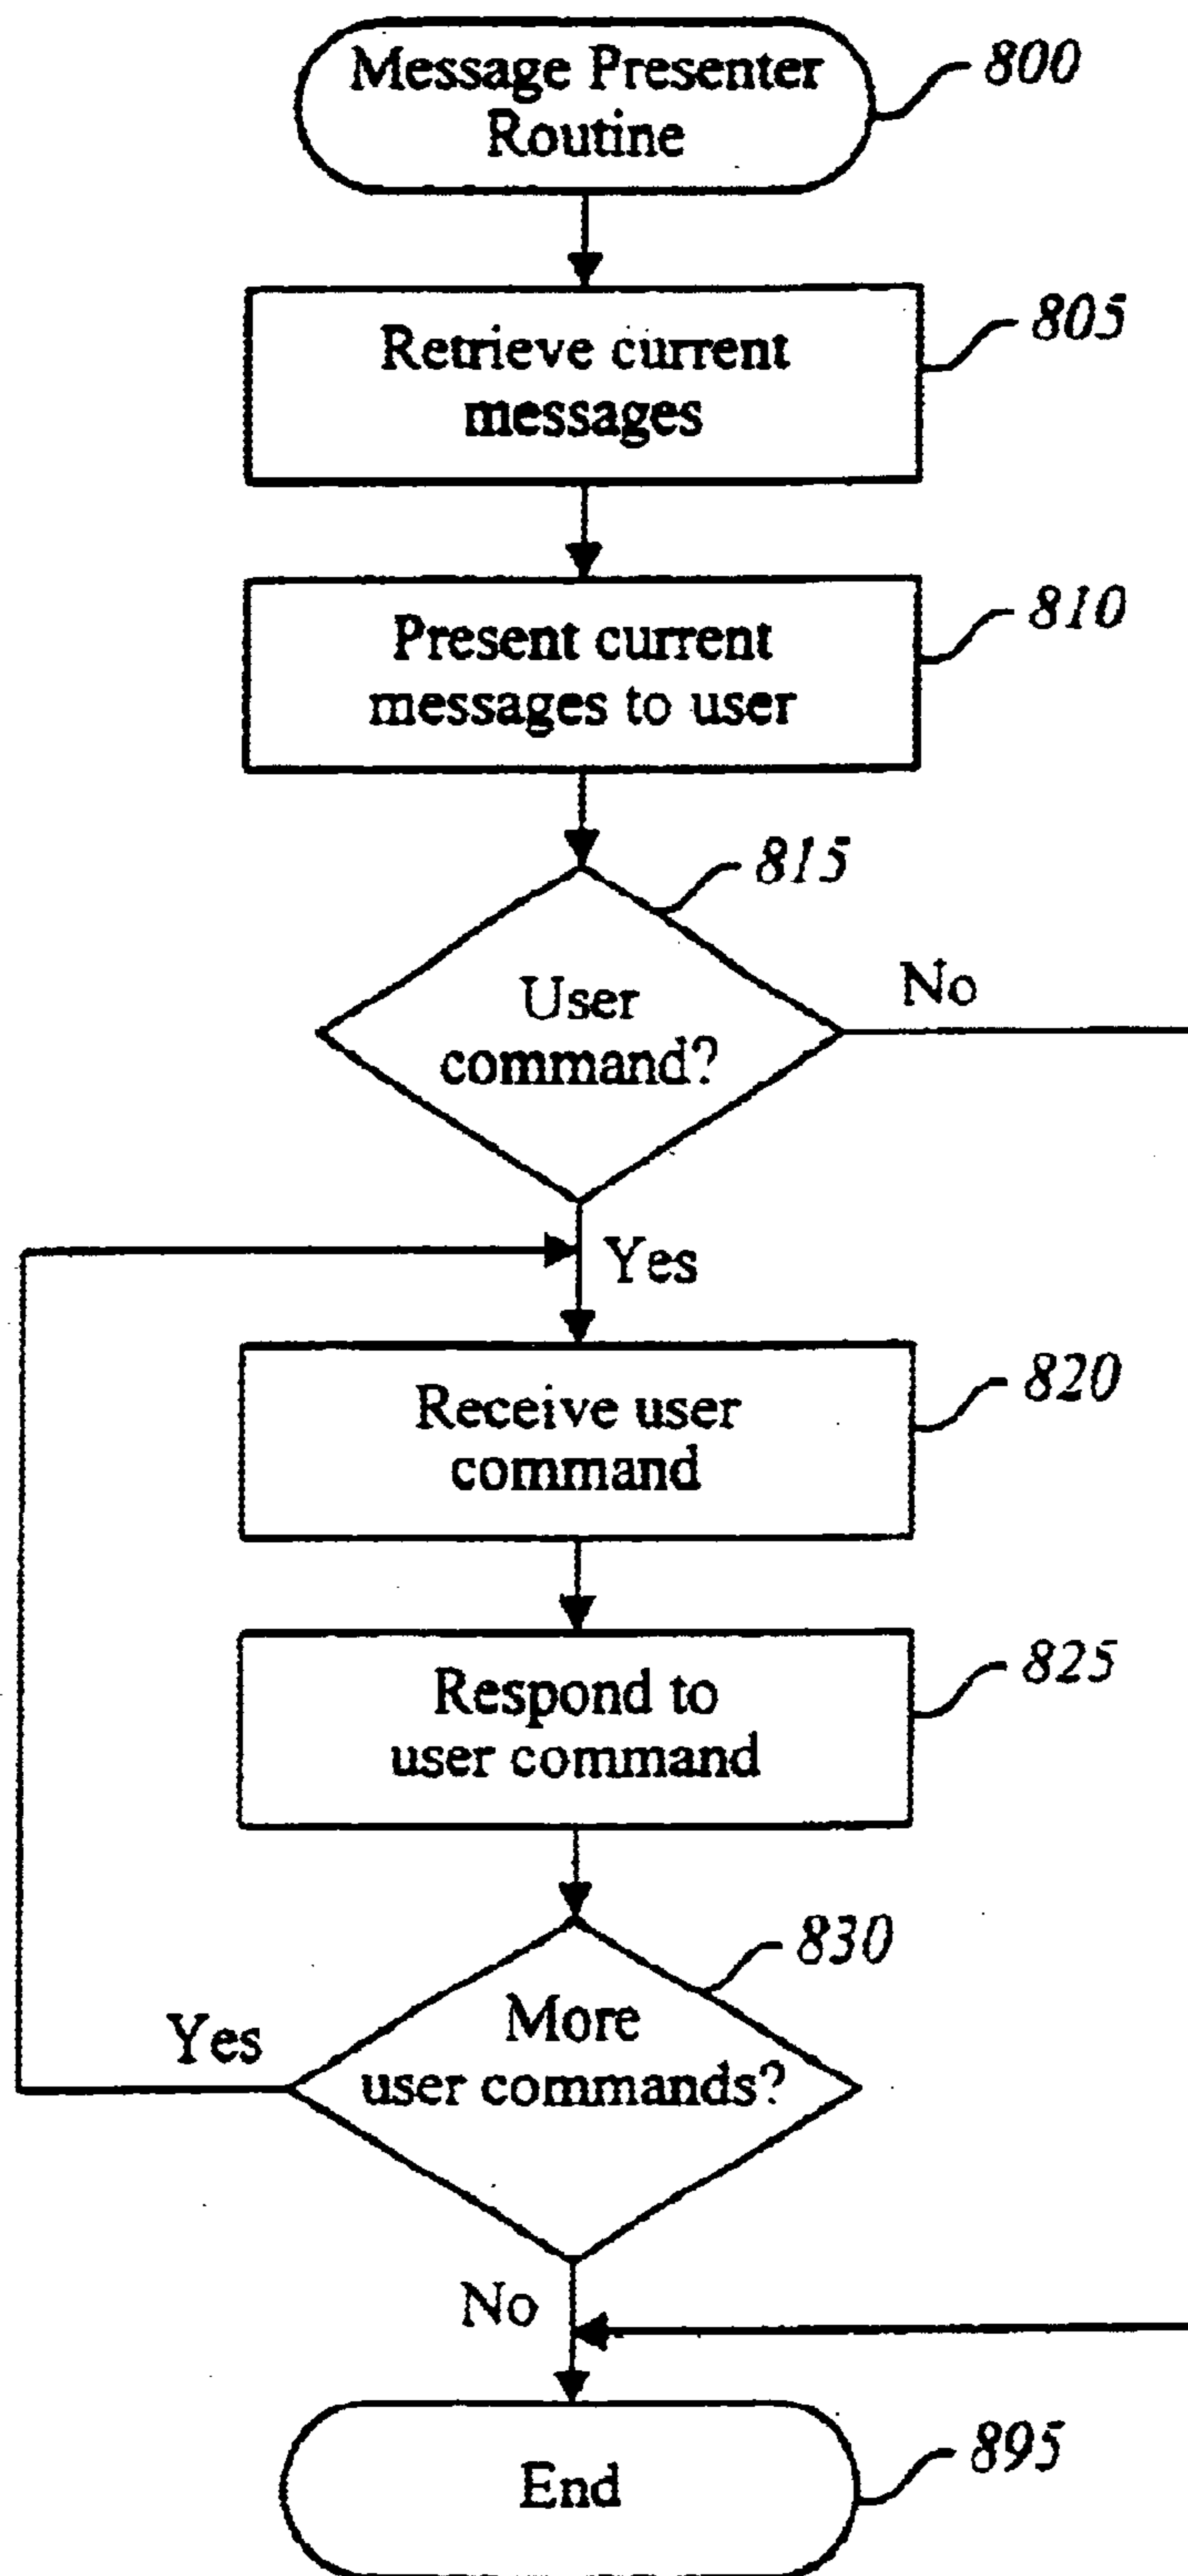 Message Presenter
Routine
800
Retrieve current
messages
805
Present current
messages to user
810
815
User
command?
No
Yes
Receive user
command
820
Respond to
user command
825
830
More
user commands?
Yes
No
End
895